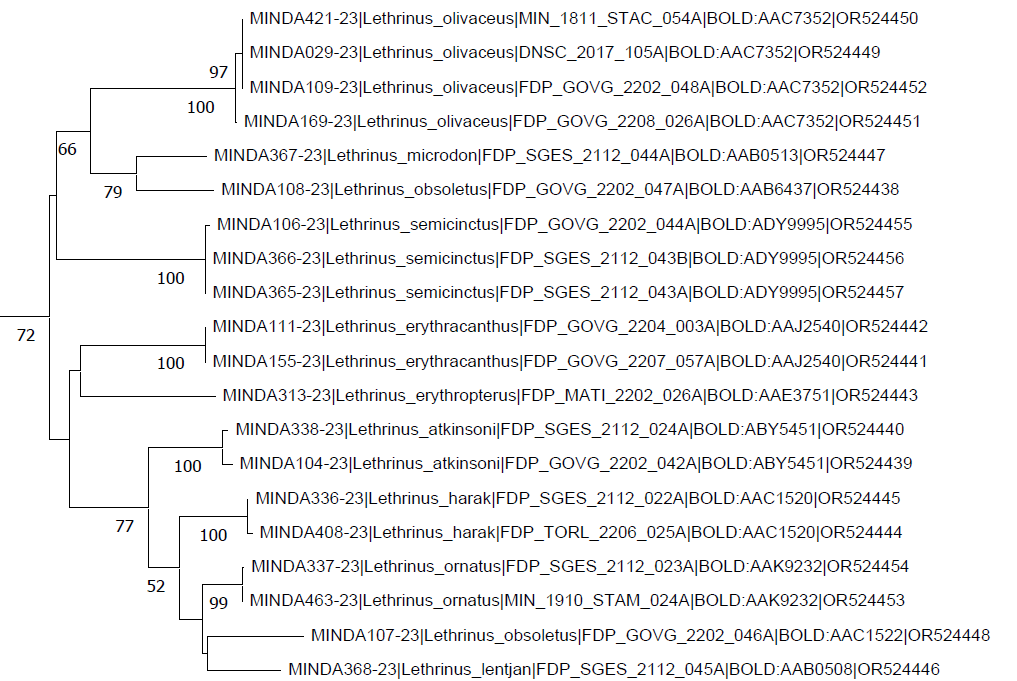 MINDA421-23|Lethrinus_olivaceus|MIN_1811_STAC_054A|BOLD:AAC7352|OR524450
MINDA029-23|Lethrinus_olivaceus|DNSC_2017_105A|BOLD:AAC7352|OR524449
97
MINDA109-23|Lethrinus_olivaceus|FDP_GOVG_2202_048A|BOLD:AAC7352|OR524452
100
MINDA169-23|Lethrinus_olivaceus|FDP_GOVG_2208_026A|BOLD:AAC7352|OR524451
66
MINDA367-23|Lethrinus_microdon|FDP_SGES_2112_044A|BOLD:AAB0513|OR524447
79
MINDA108-23|Lethrinus_obsoletus|FDP_GOVG_2202_047A|BOLD:AAB6437|OR524438
MINDA106-23|Lethrinus_semicinctus|FDP_GOVG_2202_044A|BOLD:ADY9995|OR524455
MINDA366-23|Lethrinus_semicinctus|FDP_SGES_2112_043B|BOLD:ADY9995|OR524456
100
MINDA365-23|Lethrinus_semicinctus|FDP_SGES_2112_043A|BOLD:ADY9995|OR524457
MINDA111-23|Lethrinus_erythracanthus|FDP_GOVG_2204_003A|BOLD:AAJ2540|OR524442
72
100
MINDA155-23|Lethrinus_erythracanthus|FDP_GOVG_2207_057A|BOLD:AAJ2540|OR524441
MINDA313-23|Lethrinus_erythropterus|FDP_MATI_2202_026A|BOLD:AAE3751|OR524443
MINDA338-23|Lethrinus_atkinsoni|FDP_SGES_2112_024A|BOLD:ABY5451|OR524440
100
MINDA104-23|Lethrinus_atkinsoni|FDP_GOVG_2202_042A|BOLD:ABY5451|OR524439
MINDA336-23|Lethrinus_harak|FDP_SGES_2112_022A|BOLD:AAC1520|OR524445
77
100
MINDA408-23|Lethrinus_harak|FDP_TORL_2206_025A|BOLD:AAC1520|OR524444
MINDA337-23|Lethrinus_ornatus|FDP_SGES_2112_023A|BOLD:AAK9232|OR524454
52
99
MINDA463-23|Lethrinus_ornatus|MIN_1910_STAM_024A|BOLD:AAK9232|OR524453
MINDA107-23|Lethrinus_obsoletus|FDP_GOVG_2202_046A|BOLD:AAC1522|OR524448
MINDA368-23|Lethrinus_lentjan|FDP_SGES_2112_045A|BOLD:AAB0508|OR524446